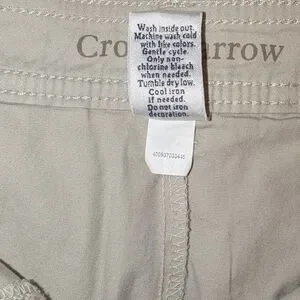 Cro
rrow
Wash inside out.
Machine wash cold
with like colors.
Gentle cycle.
Only non-
chlorine bleach
when needed.
Tumble dry low.
Cool iron
if needed.
Do not iron
decoration.